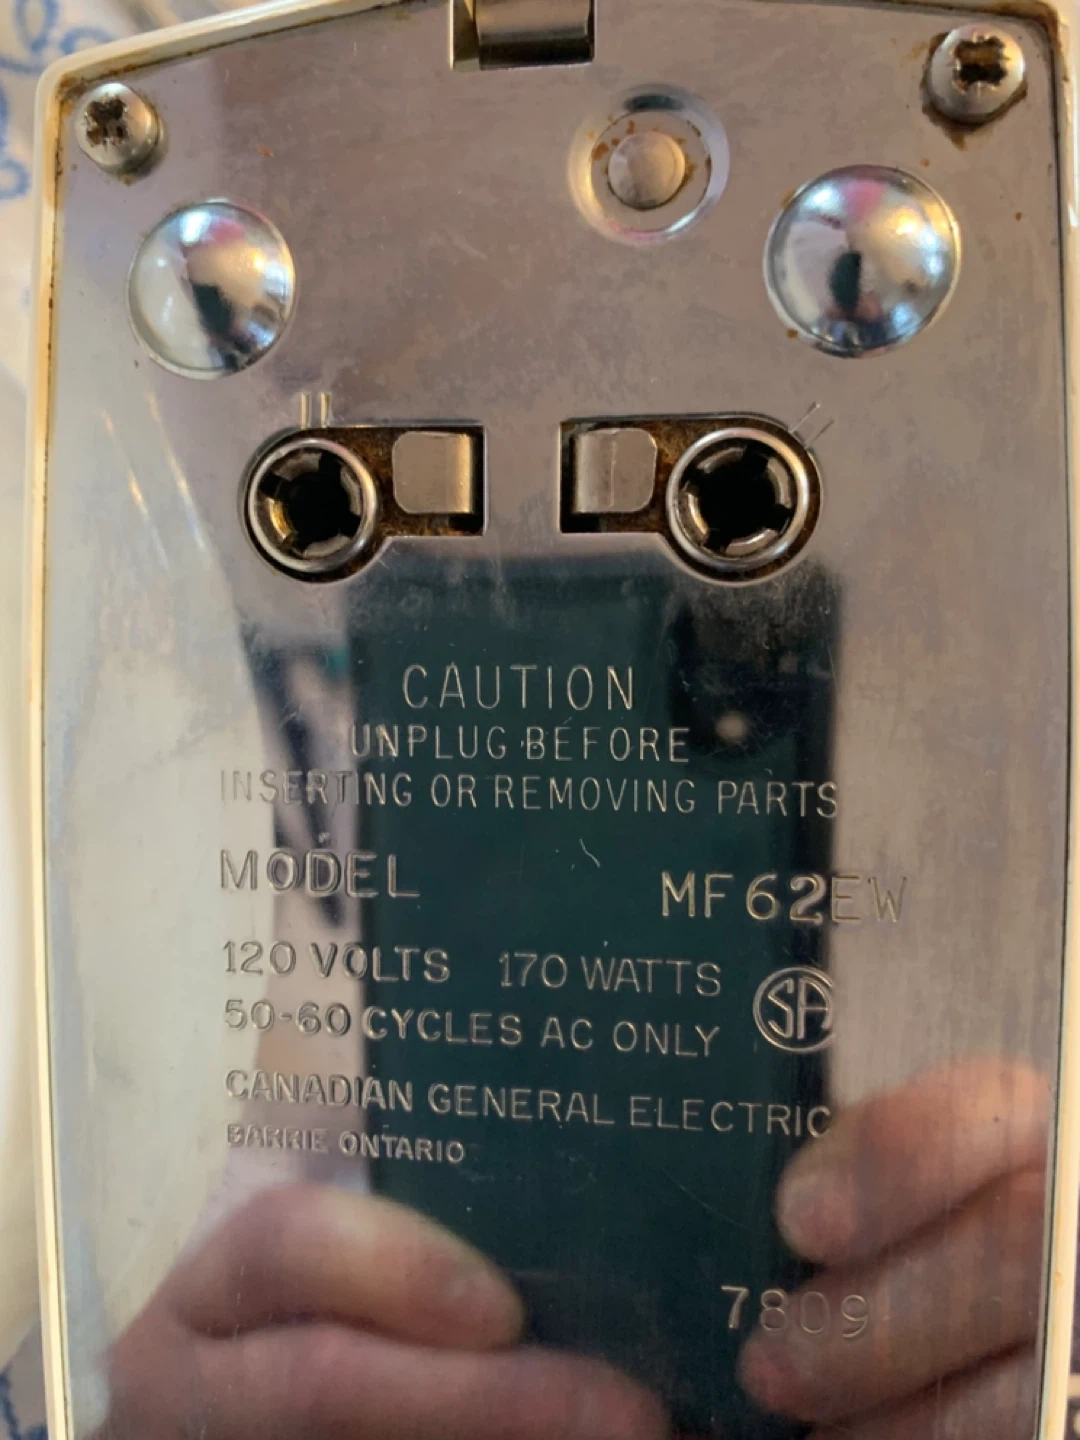 CAUTION
UNPLUG BEFORE
INSERTING OR REMOVING PARTS
MODEL MF62EW
120 VOLTS 170 WATTS
50-60 CYCLES AC ONLY SA
CANADIAN GENERAL ELECTRIC
BARRIE ONTARIO
7809